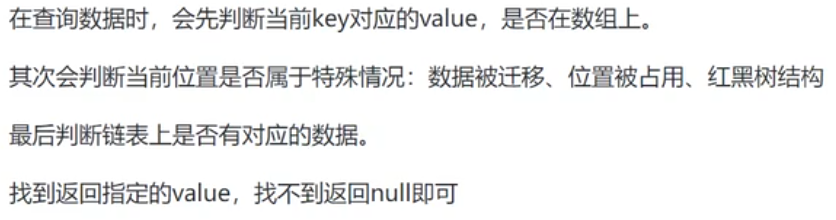 在查询数据时，会先判断当前key对应的value，是否在数组上。
其次会判断当前位置是否属于特殊情况：数据被迁移、位置被占用、红黑树结构
最后判断链表上是否有对应的数据。
找到返回指定的value，找不到返回null即可